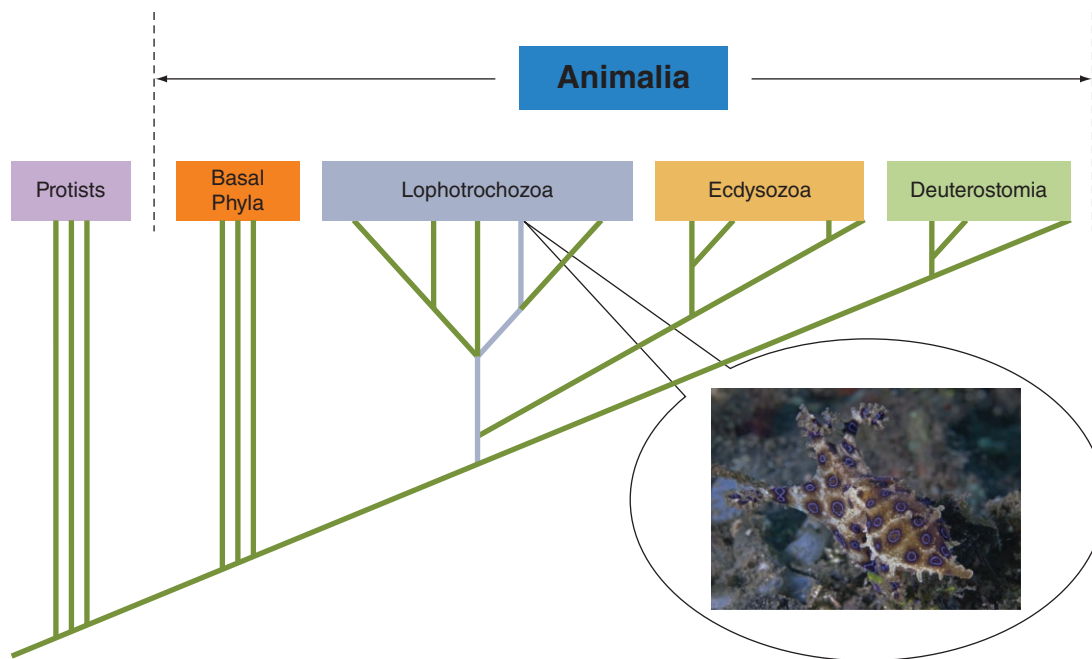 Animalia
Protists
Basal
Phyla
Lophotrochozoa
Ecdysozoa
Deuterostomia